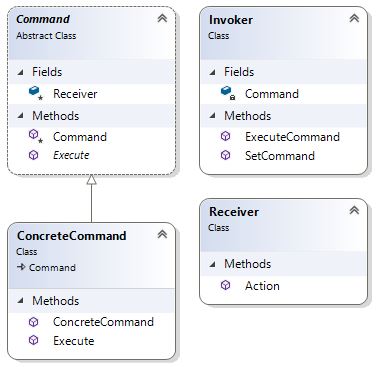 Command
Abstract Class
Fields
Receiver
Methods
Command
Execute
Invoker
Class
Fields
Command
Methods
ExecuteCommand
SetCommand
ConcreteCommand
Class
Command
Methods
ConcreteCommand
Execute
Receiver
Class
Methods
Action